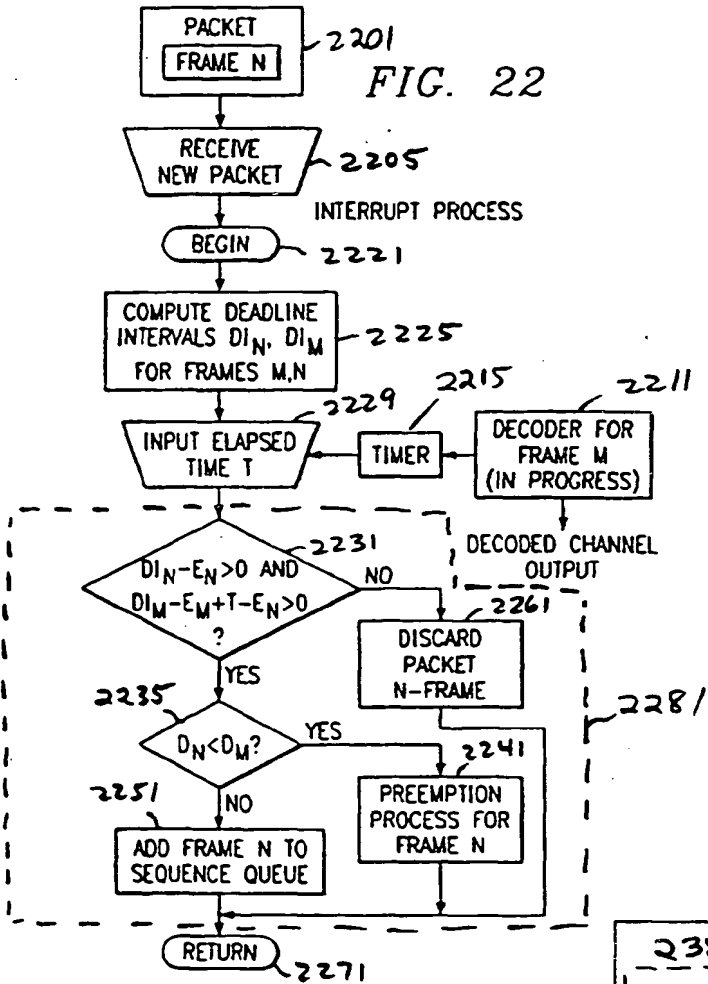 PACKET
FRAME N
2201
FIG. 22
RECEIVE
NEW PACKET
2205
INTERRUPT PROCESS
BEGIN
2221
COMPUTE DEADLINE
INTERVALS DI_N, DI_M
FOR FRAMES M,N
2225
2229
INPUT ELAPSED
TIME T
2215
TIMER
2211
DECODER FOR
FRAME M
(IN PROGRESS)
DECODED CHANNEL
OUTPUT
2231
DI_N-E_N>0 AND
DI_M-E_M+T-E_N>0
?
NO
2261
DISCARD
PACKET
N-FRAME
YES
2281
2235
D_N<D_M?
YES
2241
PREEMPTION
PROCESS FOR
FRAME N
2251
NO
ADD FRAME N TO
SEQUENCE QUEUE
RETURN
2271